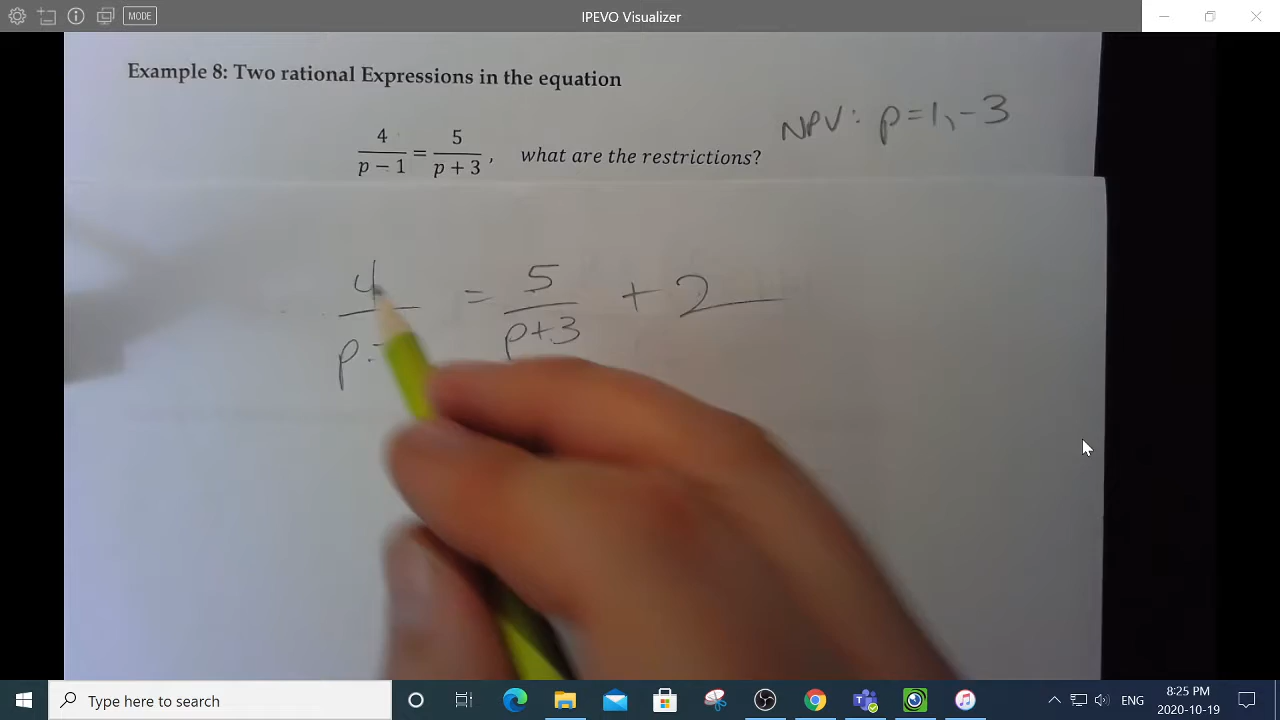 IPEVO Visualizer
MODE
Example 8: Two rational Expressions in the equation
4/(p − 1) = 5/(p + 3), what are the restrictions?
NPV: p=1,-3
4/p- = 5/(p+3) + 2
Type here to search
ENG
8:25 PM
2020-10-19